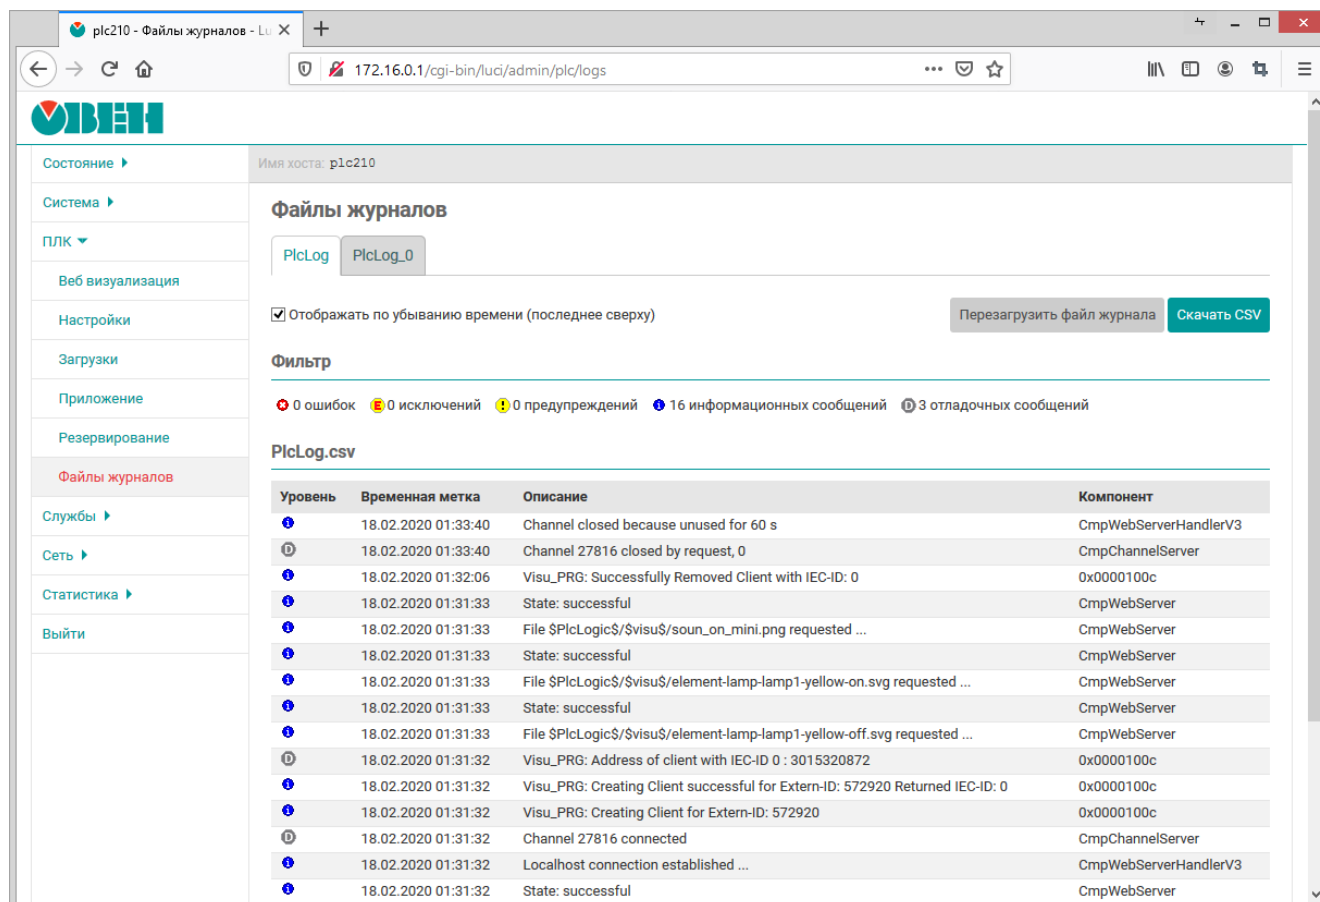 plc210 - Файлы журналов - Lu
172.16.0.1/cgi-bin/luci/admin/plc/logs
ОВЕН
Имя хоста: plc210
Состояние
Система
ПЛК
Веб визуализация
Настройки
Загрузки
Приложение
Резервирование
Файлы журналов
Службы
Сеть
Статистика
Выйти
Файлы журналов
PlcLog PlcLog_0
Отображать по убыванию времени (последнее сверху) Перезагрузить файл журнала Скачать CSV
Фильтр
0 ошибок E 0 исключений ! 0 предупреждений i 16 информационных сообщений D 3 отладочных сообщений
PlcLog.csv
Уровень Временная метка Описание Компонент
i 18.02.2020 01:33:40 Channel closed because unused for 60 s CmpWebServerHandlerV3
D 18.02.2020 01:33:40 Channel 27816 closed by request, 0 CmpChannelServer
i 18.02.2020 01:32:06 Visu_PRG: Successfully Removed Client with IEC-ID: 0 0x0000100c
i 18.02.2020 01:31:33 State: successful CmpWebServer
i 18.02.2020 01:31:33 File $PlcLogic$/$visu$/soun_on_mini.png requested ... CmpWebServer
i 18.02.2020 01:31:33 State: successful CmpWebServer
i 18.02.2020 01:31:33 File $PlcLogic$/$visu$/element-lamp-lamp1-yellow-on.svg requested ... CmpWebServer
i 18.02.2020 01:31:33 State: successful CmpWebServer
i 18.02.2020 01:31:33 File $PlcLogic$/$visu$/element-lamp-lamp1-yellow-off.svg requested ... CmpWebServer
D 18.02.2020 01:31:32 Visu_PRG: Address of client with IEC-ID 0 : 3015320872 0x0000100c
i 18.02.2020 01:31:32 Visu_PRG: Creating Client successful for Extern-ID: 572920 Returned IEC-ID: 0 0x0000100c
i 18.02.2020 01:31:32 Visu_PRG: Creating Client for Extern-ID: 572920 0x0000100c
D 18.02.2020 01:31:32 Channel 27816 connected CmpChannelServer
i 18.02.2020 01:31:32 Localhost connection established ... CmpWebServerHandlerV3
i 18.02.2020 01:31:32 State: successful CmpWebServer